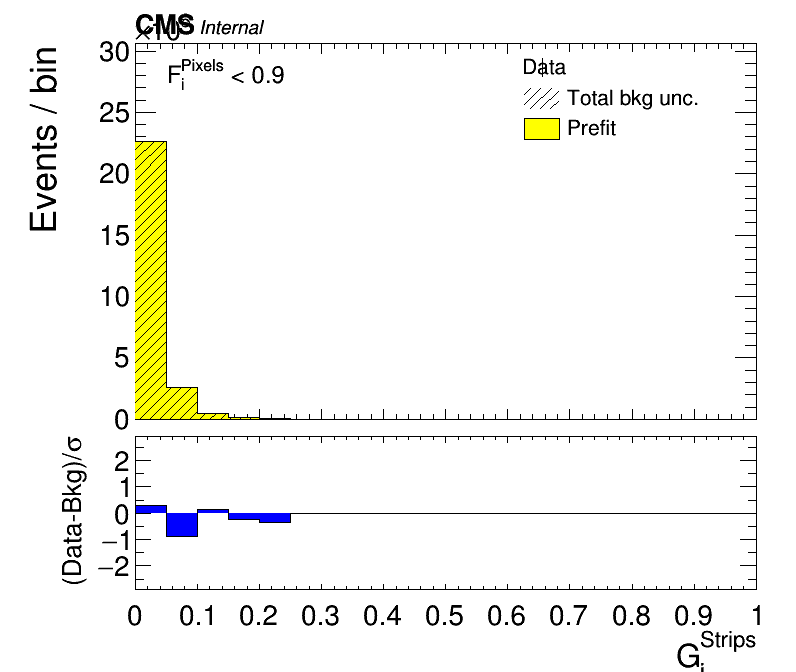 CMS Internal
×10³
Events / bin
30
25
20
15
10
5
0
F_i^Pixels < 0.9
Data
Total bkg unc.
Prefit
(Data-Bkg)/σ
2
1
0
−1
−2
0 0.1 0.2 0.3 0.4 0.5 0.6 0.7 0.8 0.9 1
G_i^Strips